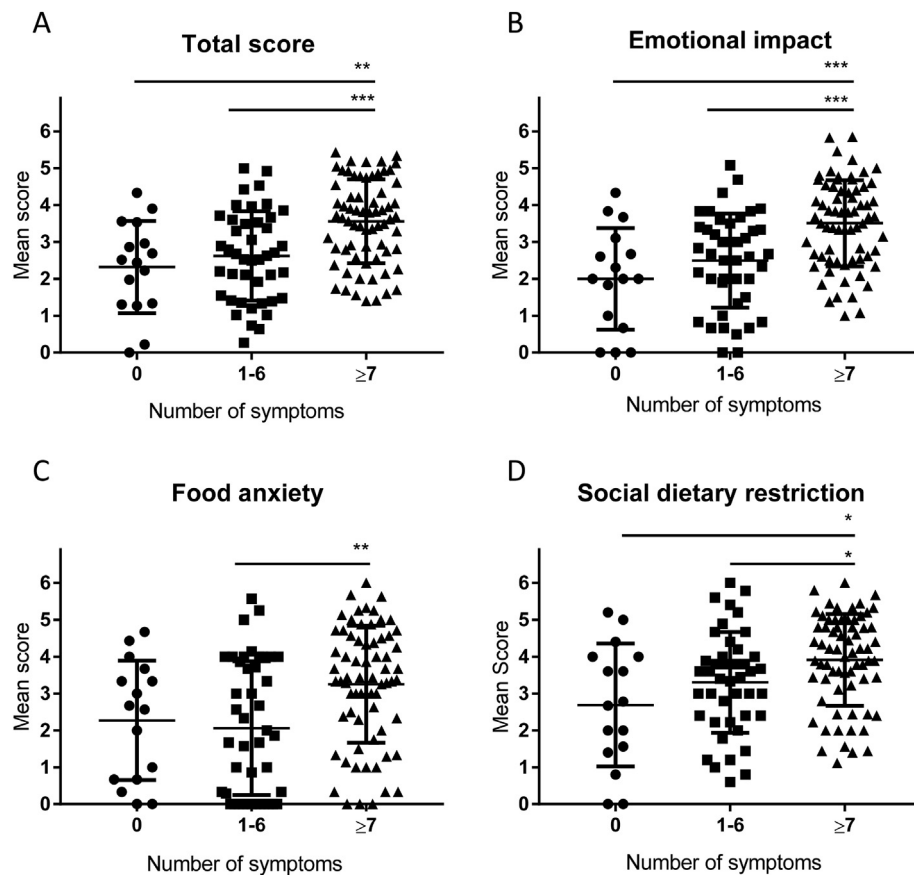 A
Total score
**
***
Mean score
6
5
4
3
2
1
0
0 1-6 ≥7
Number of symptoms
B
Emotional impact
***
***
Mean score
6
5
4
3
2
1
0
0 1-6 ≥7
Number of symptoms
C
Food anxiety
**
Mean score
6
5
4
3
2
1
0
0 1-6 ≥7
Number of symptoms
D
Social dietary restriction
*
*
Mean Score
6
5
4
3
2
1
0
0 1-6 ≥7
Number of symptoms